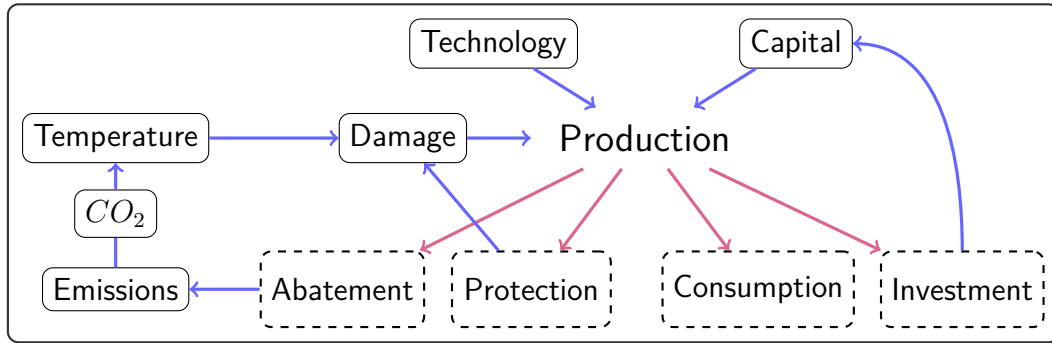 Technology
Capital
Temperature
Damage
Production
CO₂
Emissions
Abatement
Protection
Consumption
Investment